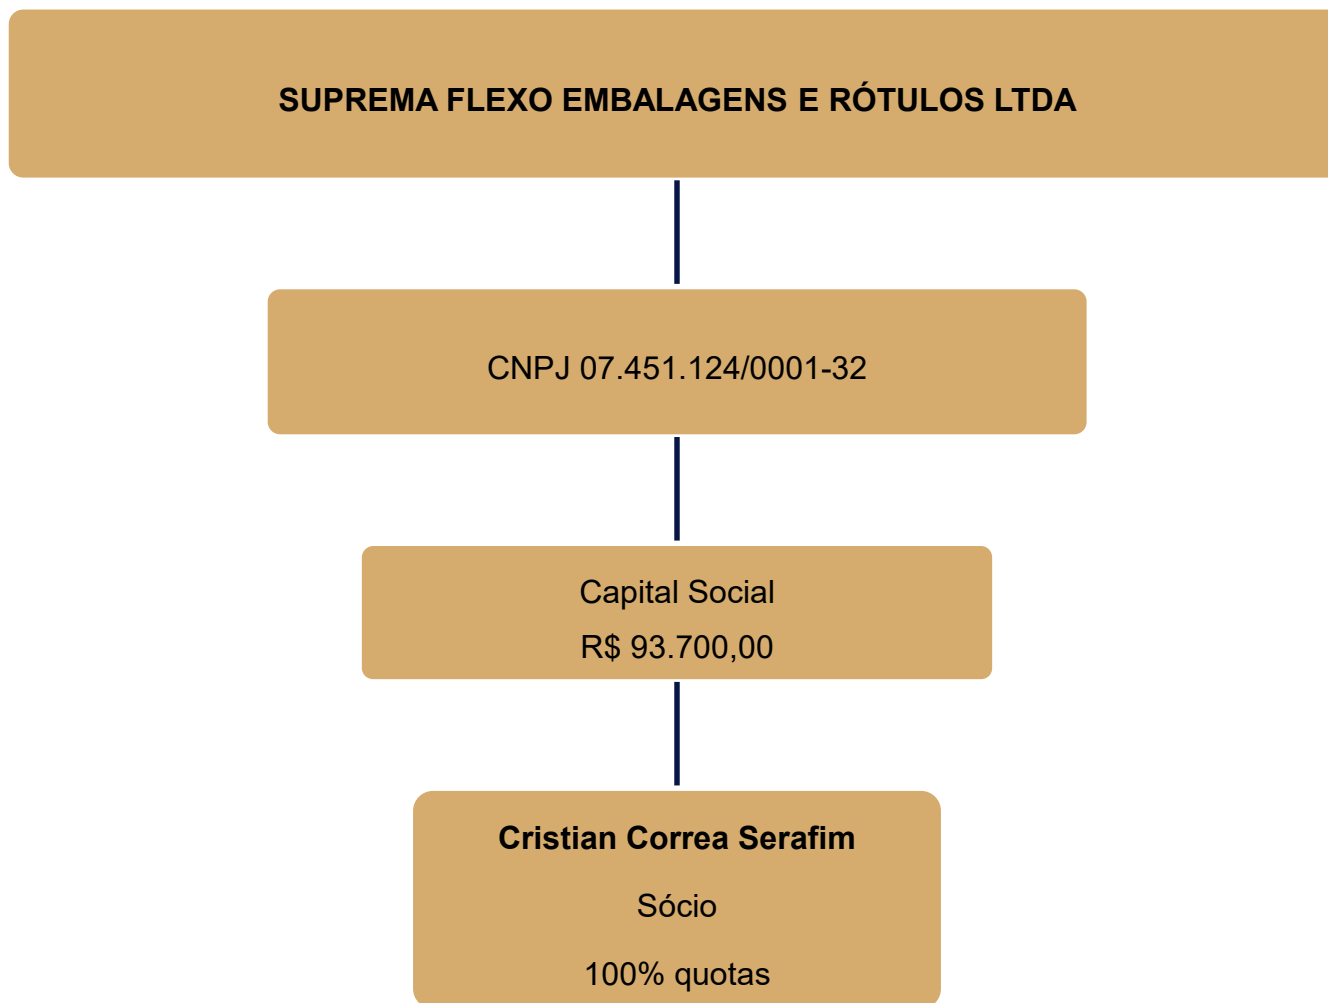 SUPREMA FLEXO EMBALAGENS E RÓTULOS LTDA
CNPJ 07.451.124/0001-32
Capital Social
R$ 93.700,00
Cristian Correa Serafim
Sócio
100% quotas